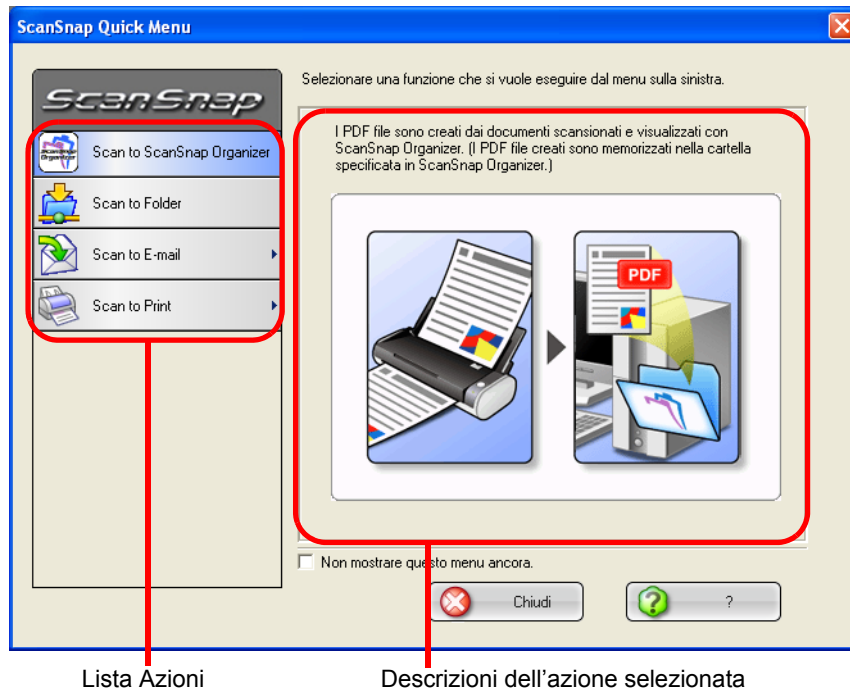 ScanSnap Quick Menu
ScanSnap
Selezionare una funzione che si vuole eseguire dal menu sulla sinistra.
Scan to ScanSnap Organizer
Scan to Folder
Scan to E-mail
Scan to Print
I PDF file sono creati dai documenti scansionati e visualizzati con
ScanSnap Organizer. (I PDF file creati sono memorizzati nella cartella
specificata in ScanSnap Organizer.)
PDF
Non mostrare questo menu ancora.
Chiudi
?
Lista Azioni
Descrizioni dell’azione selezionata